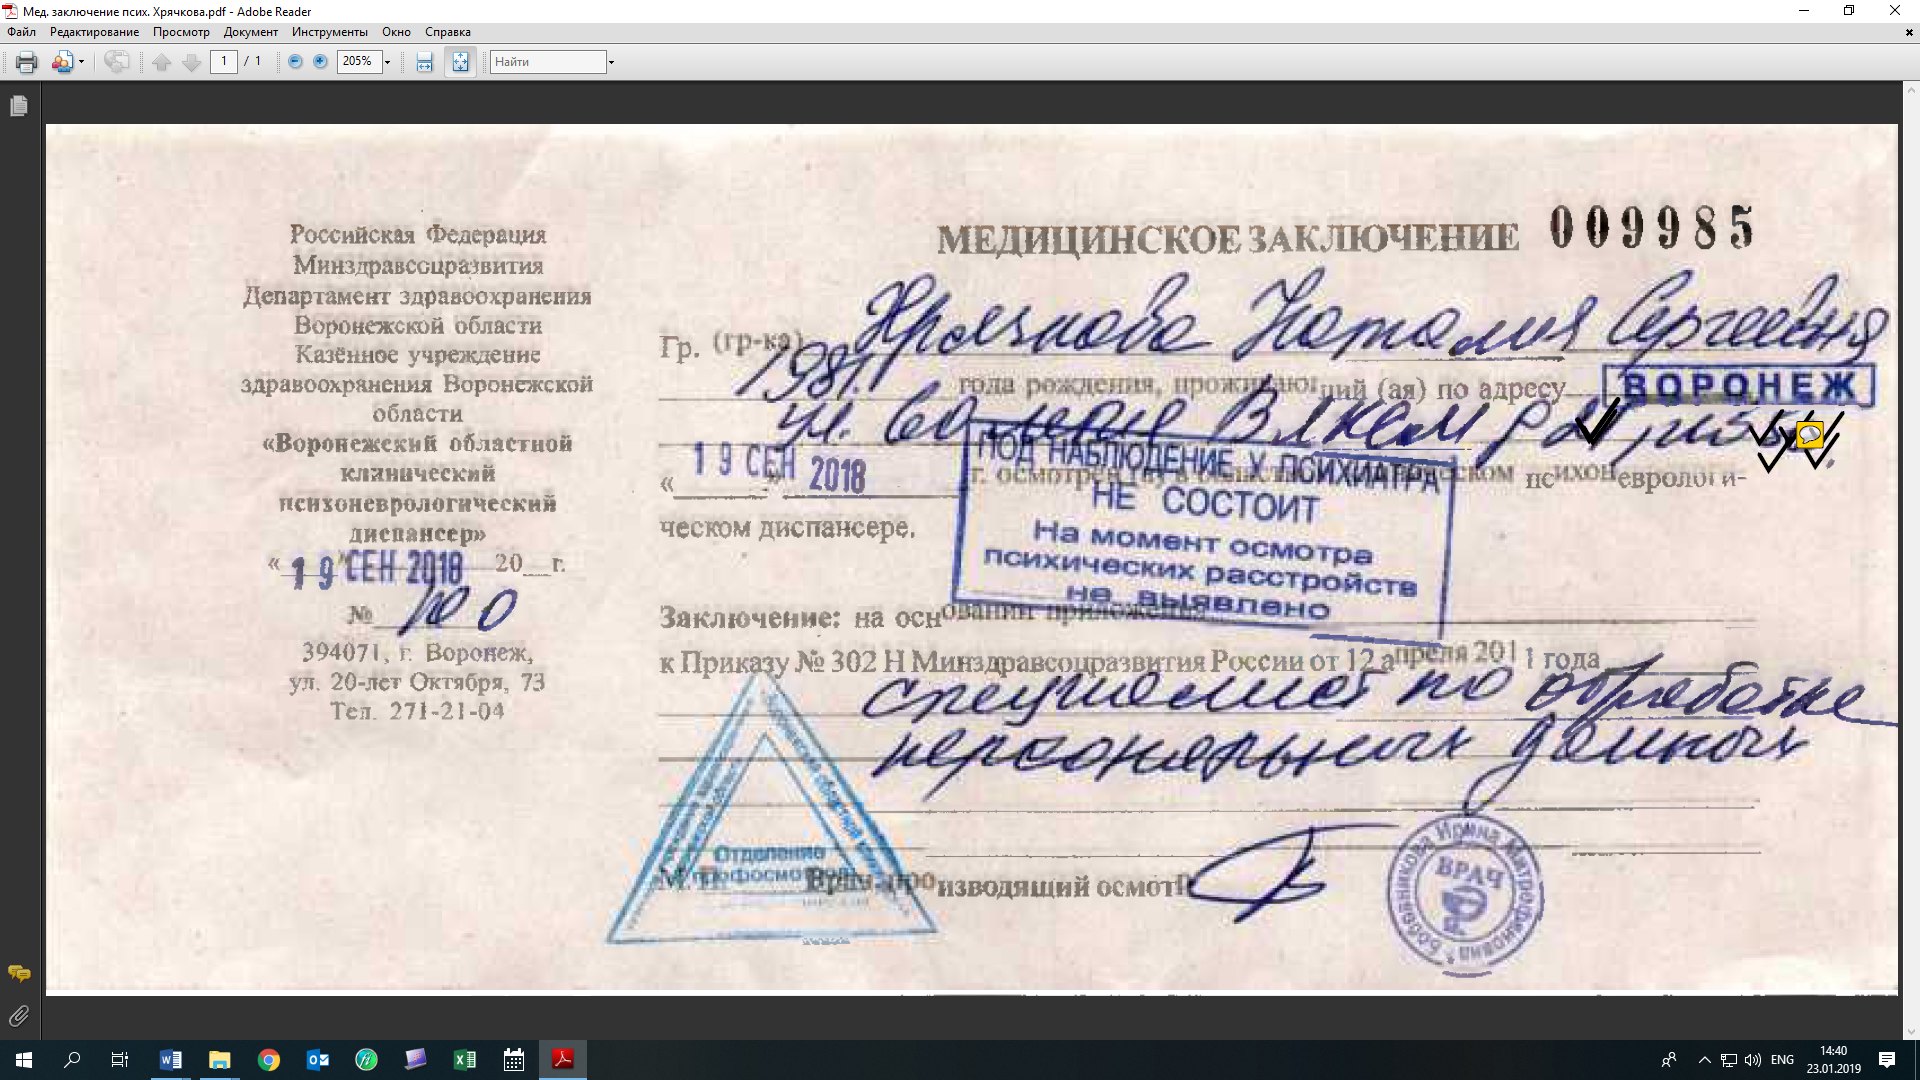 Мед. заключение псих. Хрячкова.pdf - Adobe Reader
Файл Редактирование Просмотр Документ Инструменты Окно Справка
1 / 1 205% Найти
Российская Федерация
Минздравсоцразвития
Департамент здравоохранения
Воронежской области
Казённое учреждение
здравоохранения Воронежской
области
«Воронежский областной
клинический
психоневрологический
диспансер»
« 19 СЕН 2018 20__г.
№ 100
394071, г. Воронеж,
ул. 20-лет Октября, 73
Тел. 271-21-04
МЕДИЦИНСКОЕ ЗАКЛЮЧЕНИЕ 009985
Гр. (гр-ка) Хрячкова Наталия Сергеевна
1981 года рождения, проживающий (ая) по адресу ВОРОНЕЖ
ул.
« 19 СЕН » 2018 г. осмотрен психоневрологи-
ческом диспансере.
ПОД НАБЛЮДЕНИЕ У ПСИХИАТРА
НЕ СОСТОИТ
На момент осмотра
психических расстройств
не выявлено
Заключение: на основании приложения
к Приказу № 302 Н Минздравсоцразвития России от 12 апреля 2011 года
специалист по обработке
персональных данных
Отделение
профосмотров
М. П. Врач, производящий осмотр
ВРАЧ
Ирина Митрофановна
ENG
14:40
23.01.2019